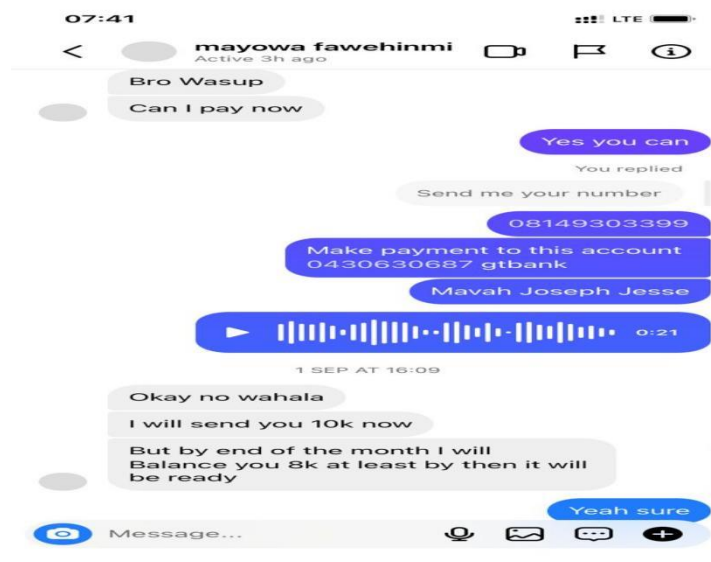 07:41
LTE
mayowa fawehinmi
Active 3h ago
Bro Wasup
Can I pay now
Yes you can
You replied
Send me your number
08149303399
Make payment to this account
0430630687 gtbank
Mavah Joseph Jesse
0:21
1 SEP AT 16:09
Okay no wahala
I will send you 10k now
But by end of the month I will
Balance you 8k at least by then it will
be ready
Yeah sure
Message...